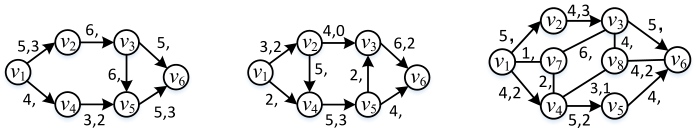 5,3
v1
4,
v2
6,
v3
6,
5,
v6
v4
3,2
v5
5,3
3,2
v1
2,
v2
4,0
v3
5,
2,
6,2
v6
v4
5,3
v5
4,
5,
v1
4,2
v2
4,3
v3
1,
v7
6,
4,
5,
v8
4,2
v6
2,
v4
3,1
5,2
v5
4,